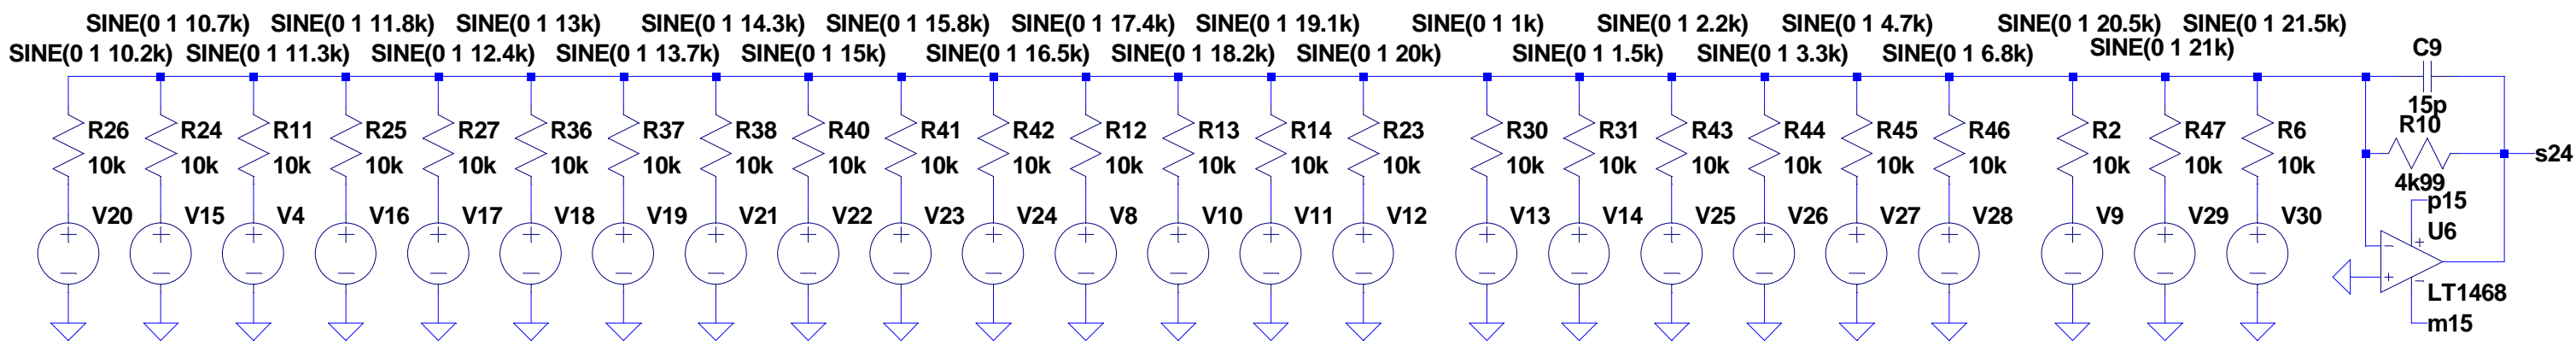 SINE(0 1 10.7k) SINE(0 1 11.8k) SINE(0 1 13k) SINE(0 1 14.3k) SINE(0 1 15.8k) SINE(0 1 17.4k) SINE(0 1 19.1k) SINE(0 1 1k) SINE(0 1 2.2k) SINE(0 1 4.7k) SINE(0 1 20.5k) SINE(0 1 21.5k)
SINE(0 1 10.2k) SINE(0 1 11.3k) SINE(0 1 12.4k) SINE(0 1 13.7k) SINE(0 1 15k) SINE(0 1 16.5k) SINE(0 1 18.2k) SINE(0 1 20k) SINE(0 1 1.5k) SINE(0 1 3.3k) SINE(0 1 6.8k) SINE(0 1 21k) C9
15p
R26 R24 R11 R25 R27 R36 R37 R38 R40 R41 R42 R12 R13 R14 R23 R30 R31 R43 R44 R45 R46 R2 R47 R6 R10
s24
10k 10k 10k 10k 10k 10k 10k 10k 10k 10k 10k 10k 10k 10k 10k 10k 10k 10k 10k 10k 10k 10k 10k 10k
4k99
p15
V20 V15 V4 V16 V17 V18 V19 V21 V22 V23 V24 V8 V10 V11 V12 V13 V14 V25 V26 V27 V28 V9 V29 V30
U6
LT1468
m15